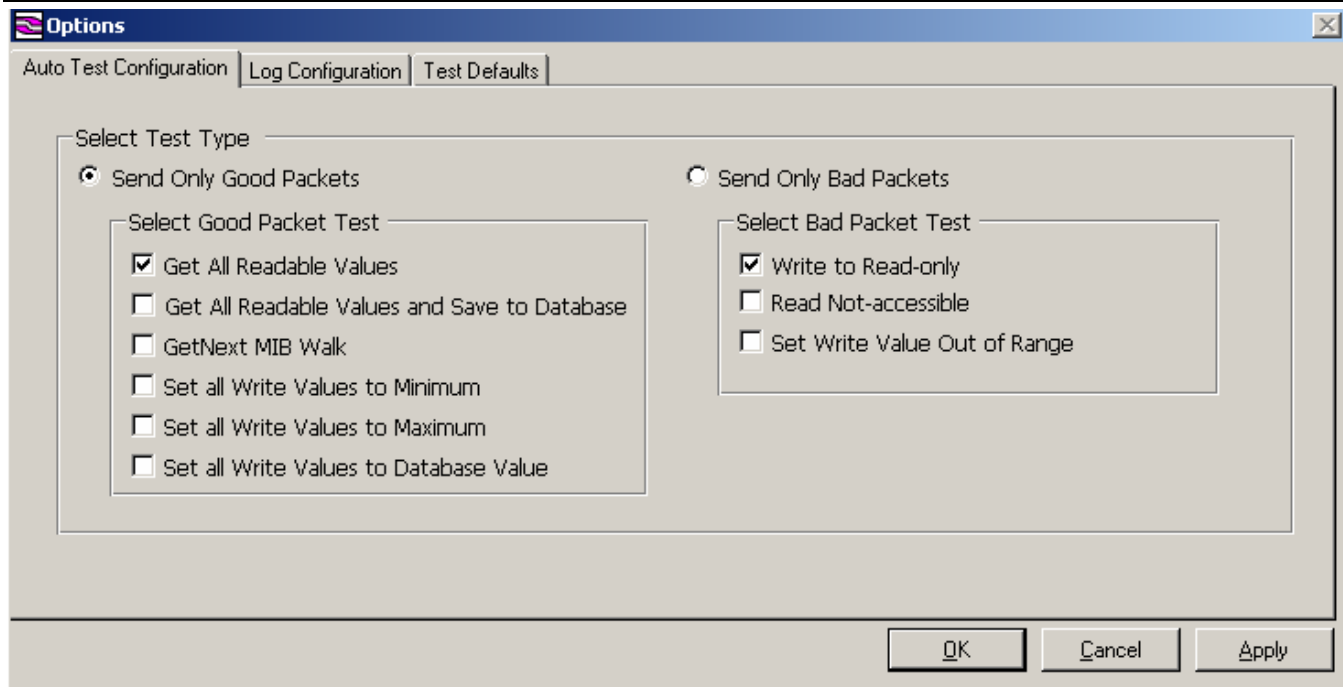 Options
Auto Test Configuration
Log Configuration
Test Defaults
Select Test Type
Send Only Good Packets
Select Good Packet Test
Get All Readable Values
Get All Readable Values and Save to Database
GetNext MIB Walk
Set all Write Values to Minimum
Set all Write Values to Maximum
Set all Write Values to Database Value
Send Only Bad Packets
Select Bad Packet Test
Write to Read-only
Read Not-accessible
Set Write Value Out of Range
OK
Cancel
Apply